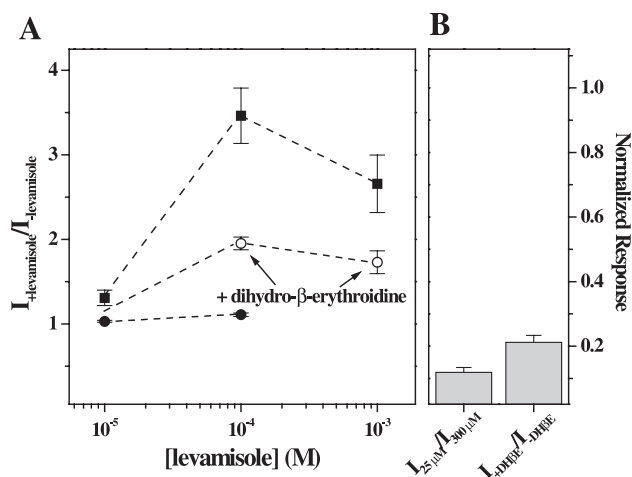 A
B
4
3
2
1
I+levamisole/I-levamisole
+ dihydro-β-erythroidine
10-5
10-4
10-3
[levamisole] (M)
1.0
0.8
0.6
0.4
0.2
Normalized Response
I25 μM/I300 μM
I+DHβE/I-DHβE